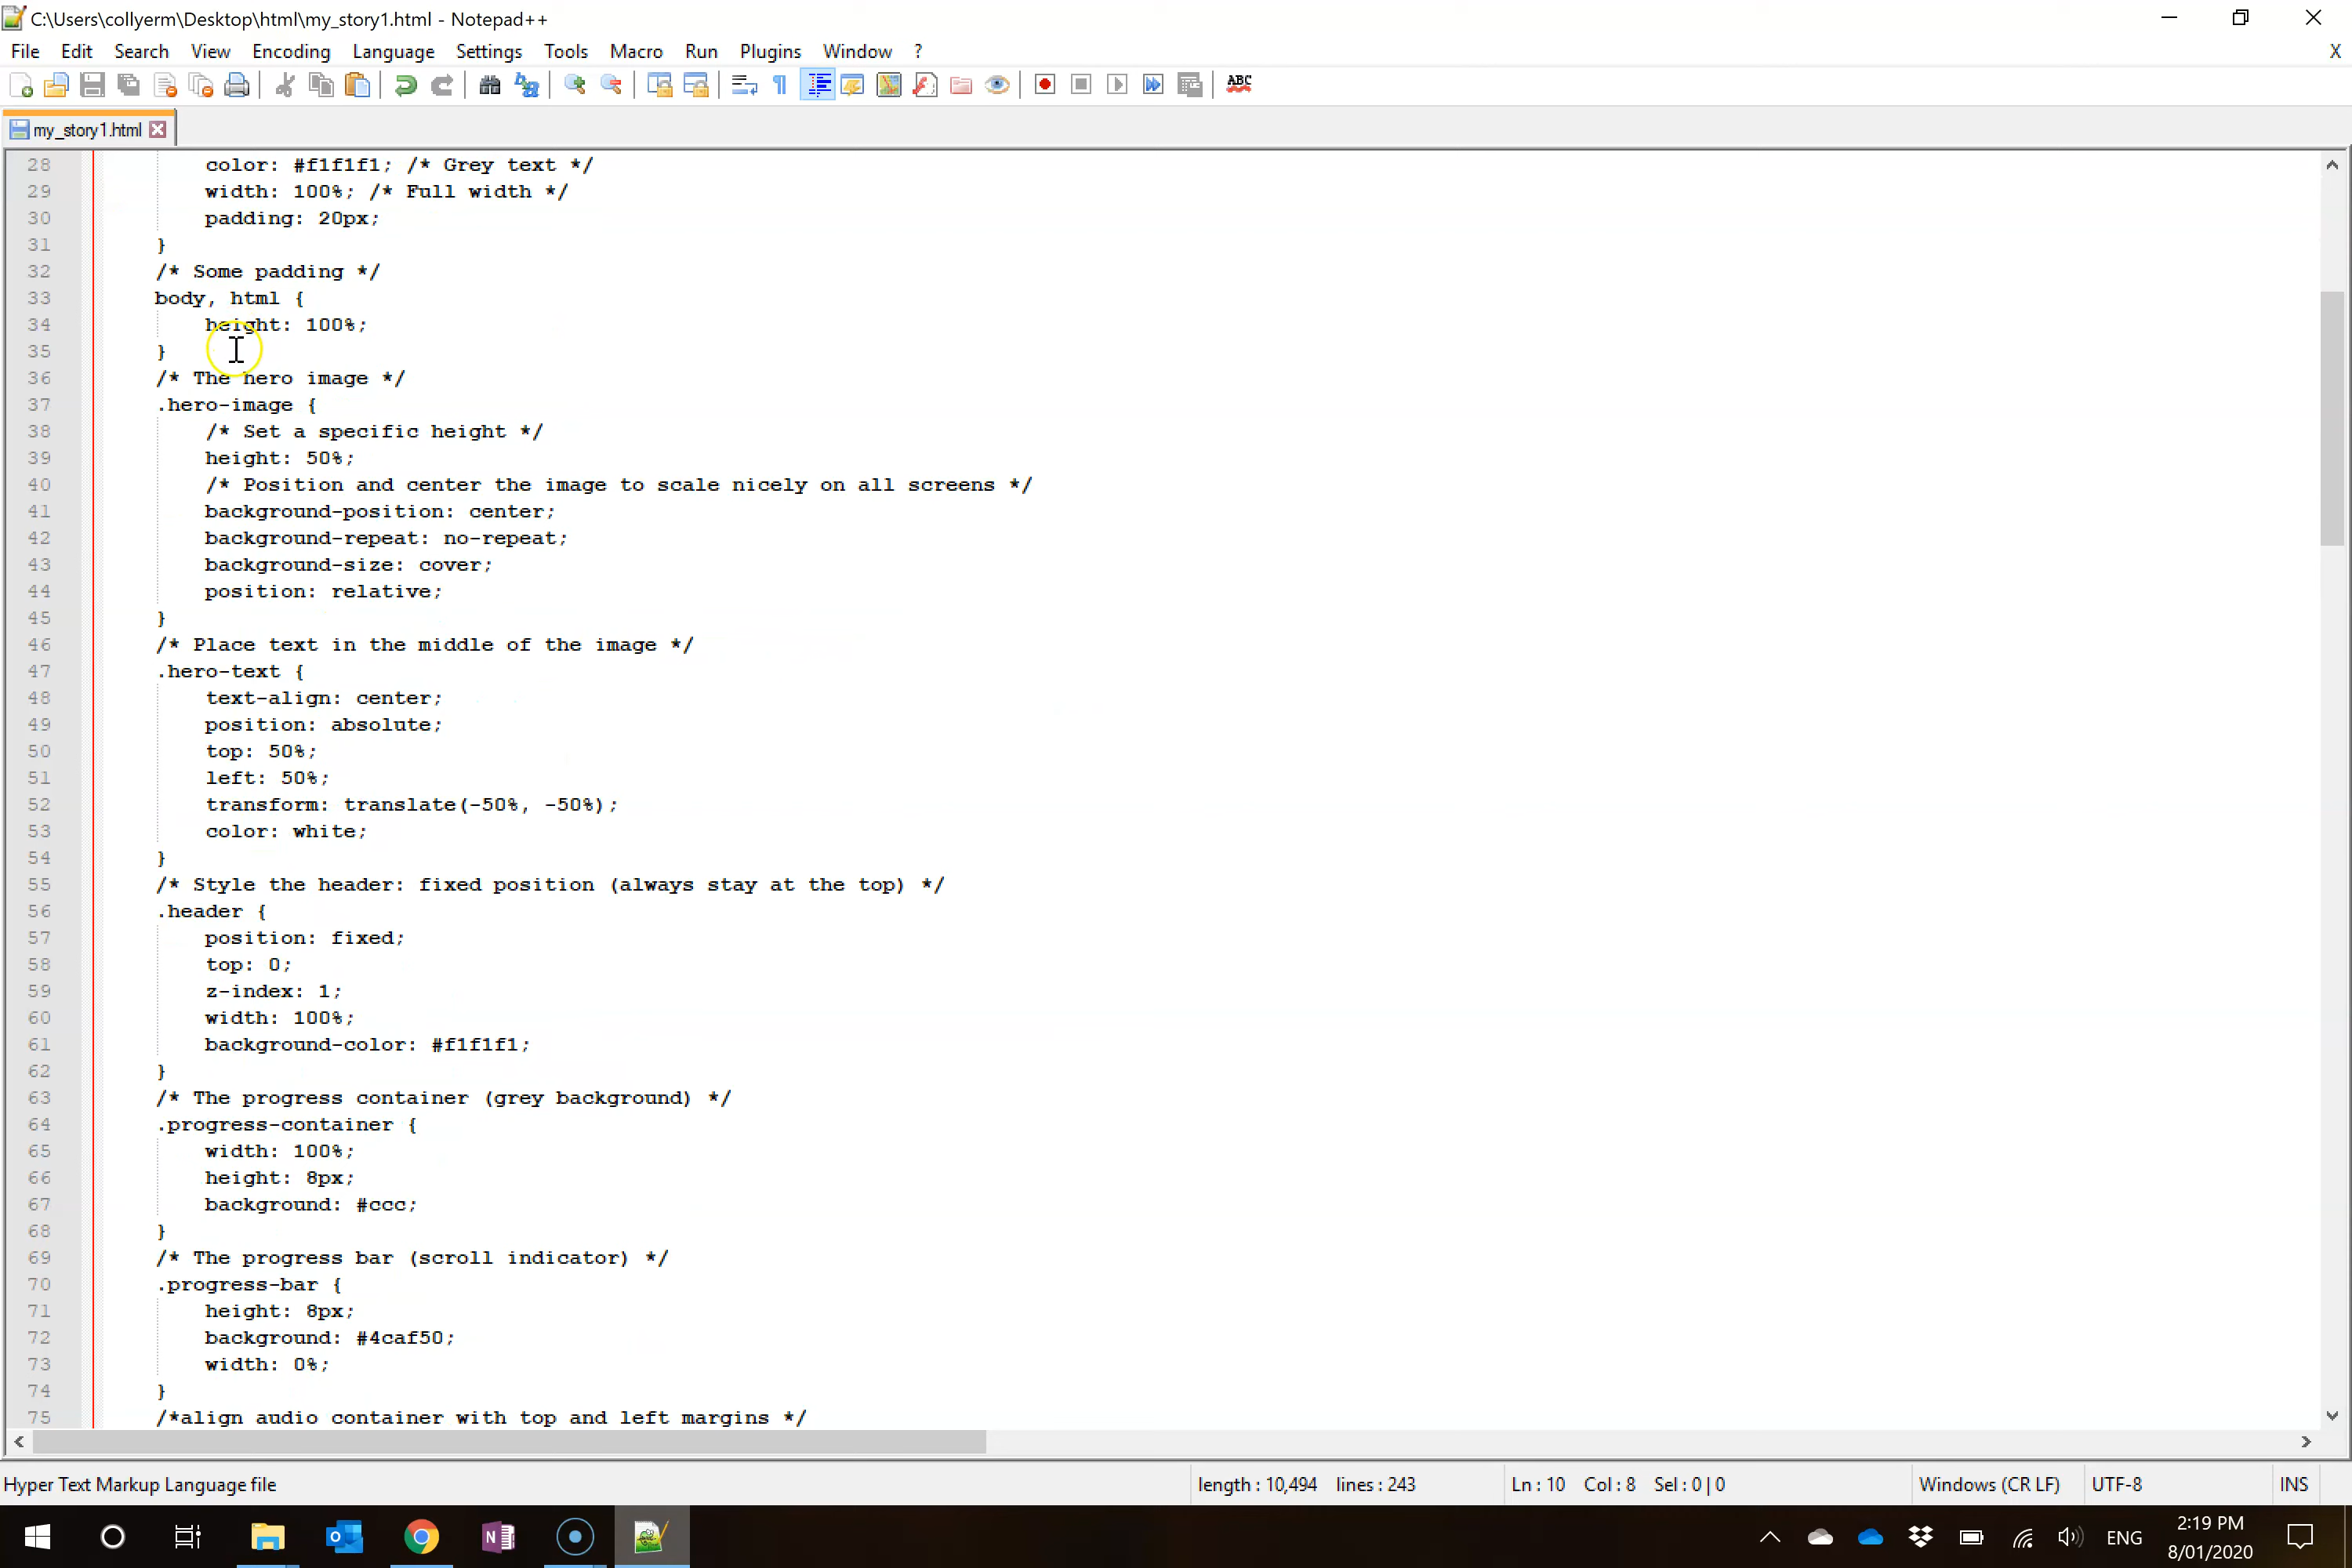 C:\Users\collyerm\Desktop\html\my_story1.html - Notepad++
File Edit Search View Encoding Language Settings Tools Macro Run Plugins Window ? X
ABC
my_story1.html
28 color: #f1f1f1; /* Grey text */
29 width: 100%; /* Full width */
30 padding: 20px;
31 }
32 /* Some padding */
33 body, html {
34 height: 100%;
35 }
36 /* The hero image */
37 .hero-image {
38 /* Set a specific height */
39 height: 50%;
40 /* Position and center the image to scale nicely on all screens */
41 background-position: center;
42 background-repeat: no-repeat;
43 background-size: cover;
44 position: relative;
45 }
46 /* Place text in the middle of the image */
47 .hero-text {
48 text-align: center;
49 position: absolute;
50 top: 50%;
51 left: 50%;
52 transform: translate(-50%, -50%);
53 color: white;
54 }
55 /* Style the header: fixed position (always stay at the top) */
56 .header {
57 position: fixed;
58 top: 0;
59 z-index: 1;
60 width: 100%;
61 background-color: #f1f1f1;
62 }
63 /* The progress container (grey background) */
64 .progress-container {
65 width: 100%;
66 height: 8px;
67 background: #ccc;
68 }
69 /* The progress bar (scroll indicator) */
70 .progress-bar {
71 height: 8px;
72 background: #4caf50;
73 width: 0%;
74 }
75 /*align audio container with top and left margins */
Hyper Text Markup Language file length : 10,494 lines : 243 Ln : 10 Col : 8 Sel : 0 | 0 Windows (CR LF) UTF-8 INS
ENG 2:19 PM
8/01/2020